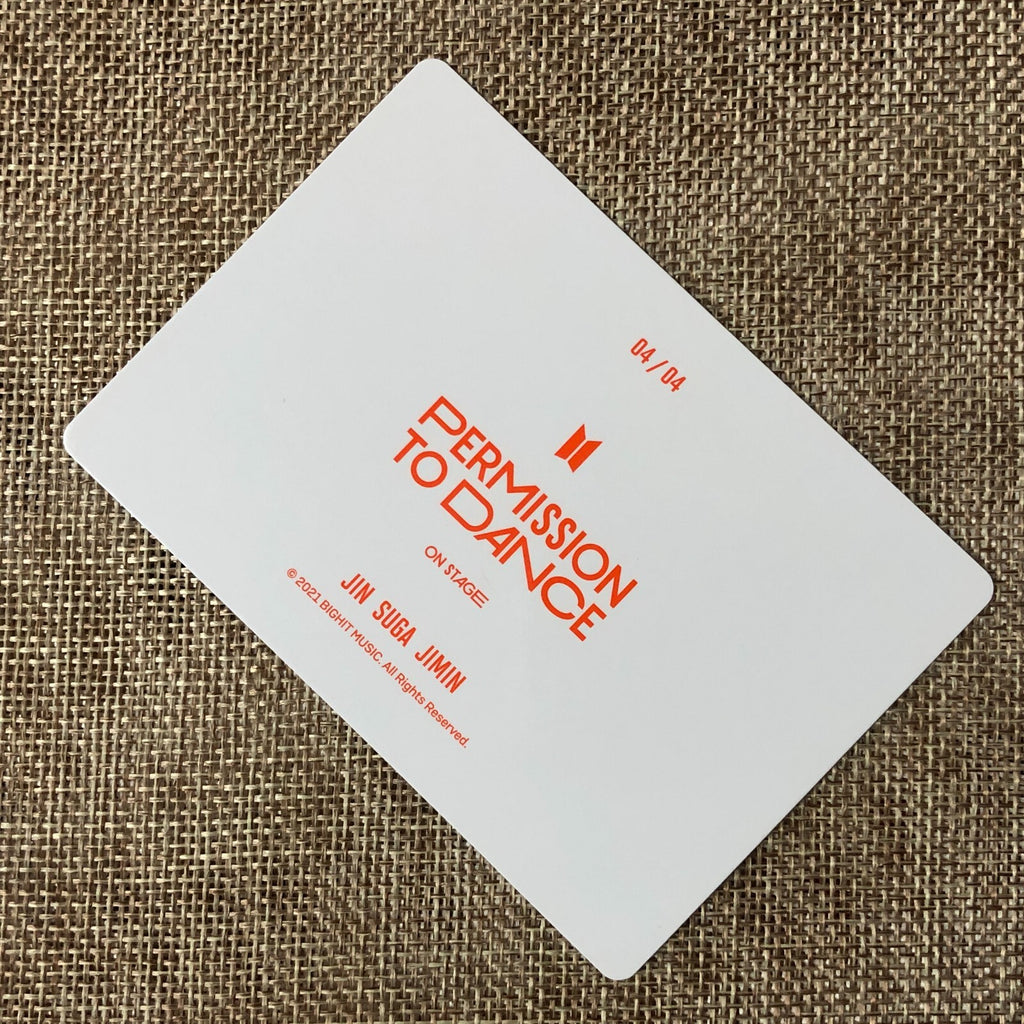 04/04
PERMISSION
TO DANCE
ON STAGE
JIN SUGA JIMIN
© 2021 BIGHIT MUSIC. All Rights Reserved.